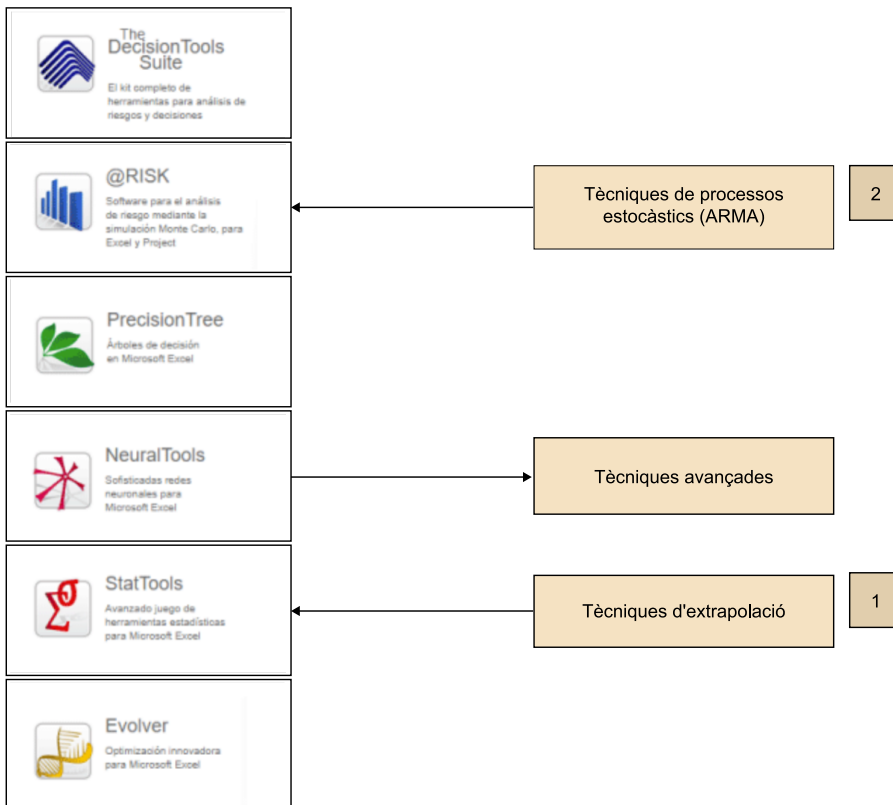 The
DecisionTools
Suite
El kit completo de
herramientas para análisis de
riesgos y decisiones
@RISK
Software para el análisis
de riesgo mediante la
simulación Monte Carlo, para
Excel y Project
Tècniques de processos
estocàstics (ARMA)
2
PrecisionTree
Árboles de decisión
en Microsoft Excel
NeuralTools
Sofisticadas redes
neuronales para
Microsoft Excel
Tècniques avançades
StatTools
Avanzado juego de
herramientas estadísticas
para Microsoft Excel
Tècniques d'extrapolació
1
Evolver
Optimización innovadora
para Microsoft Excel